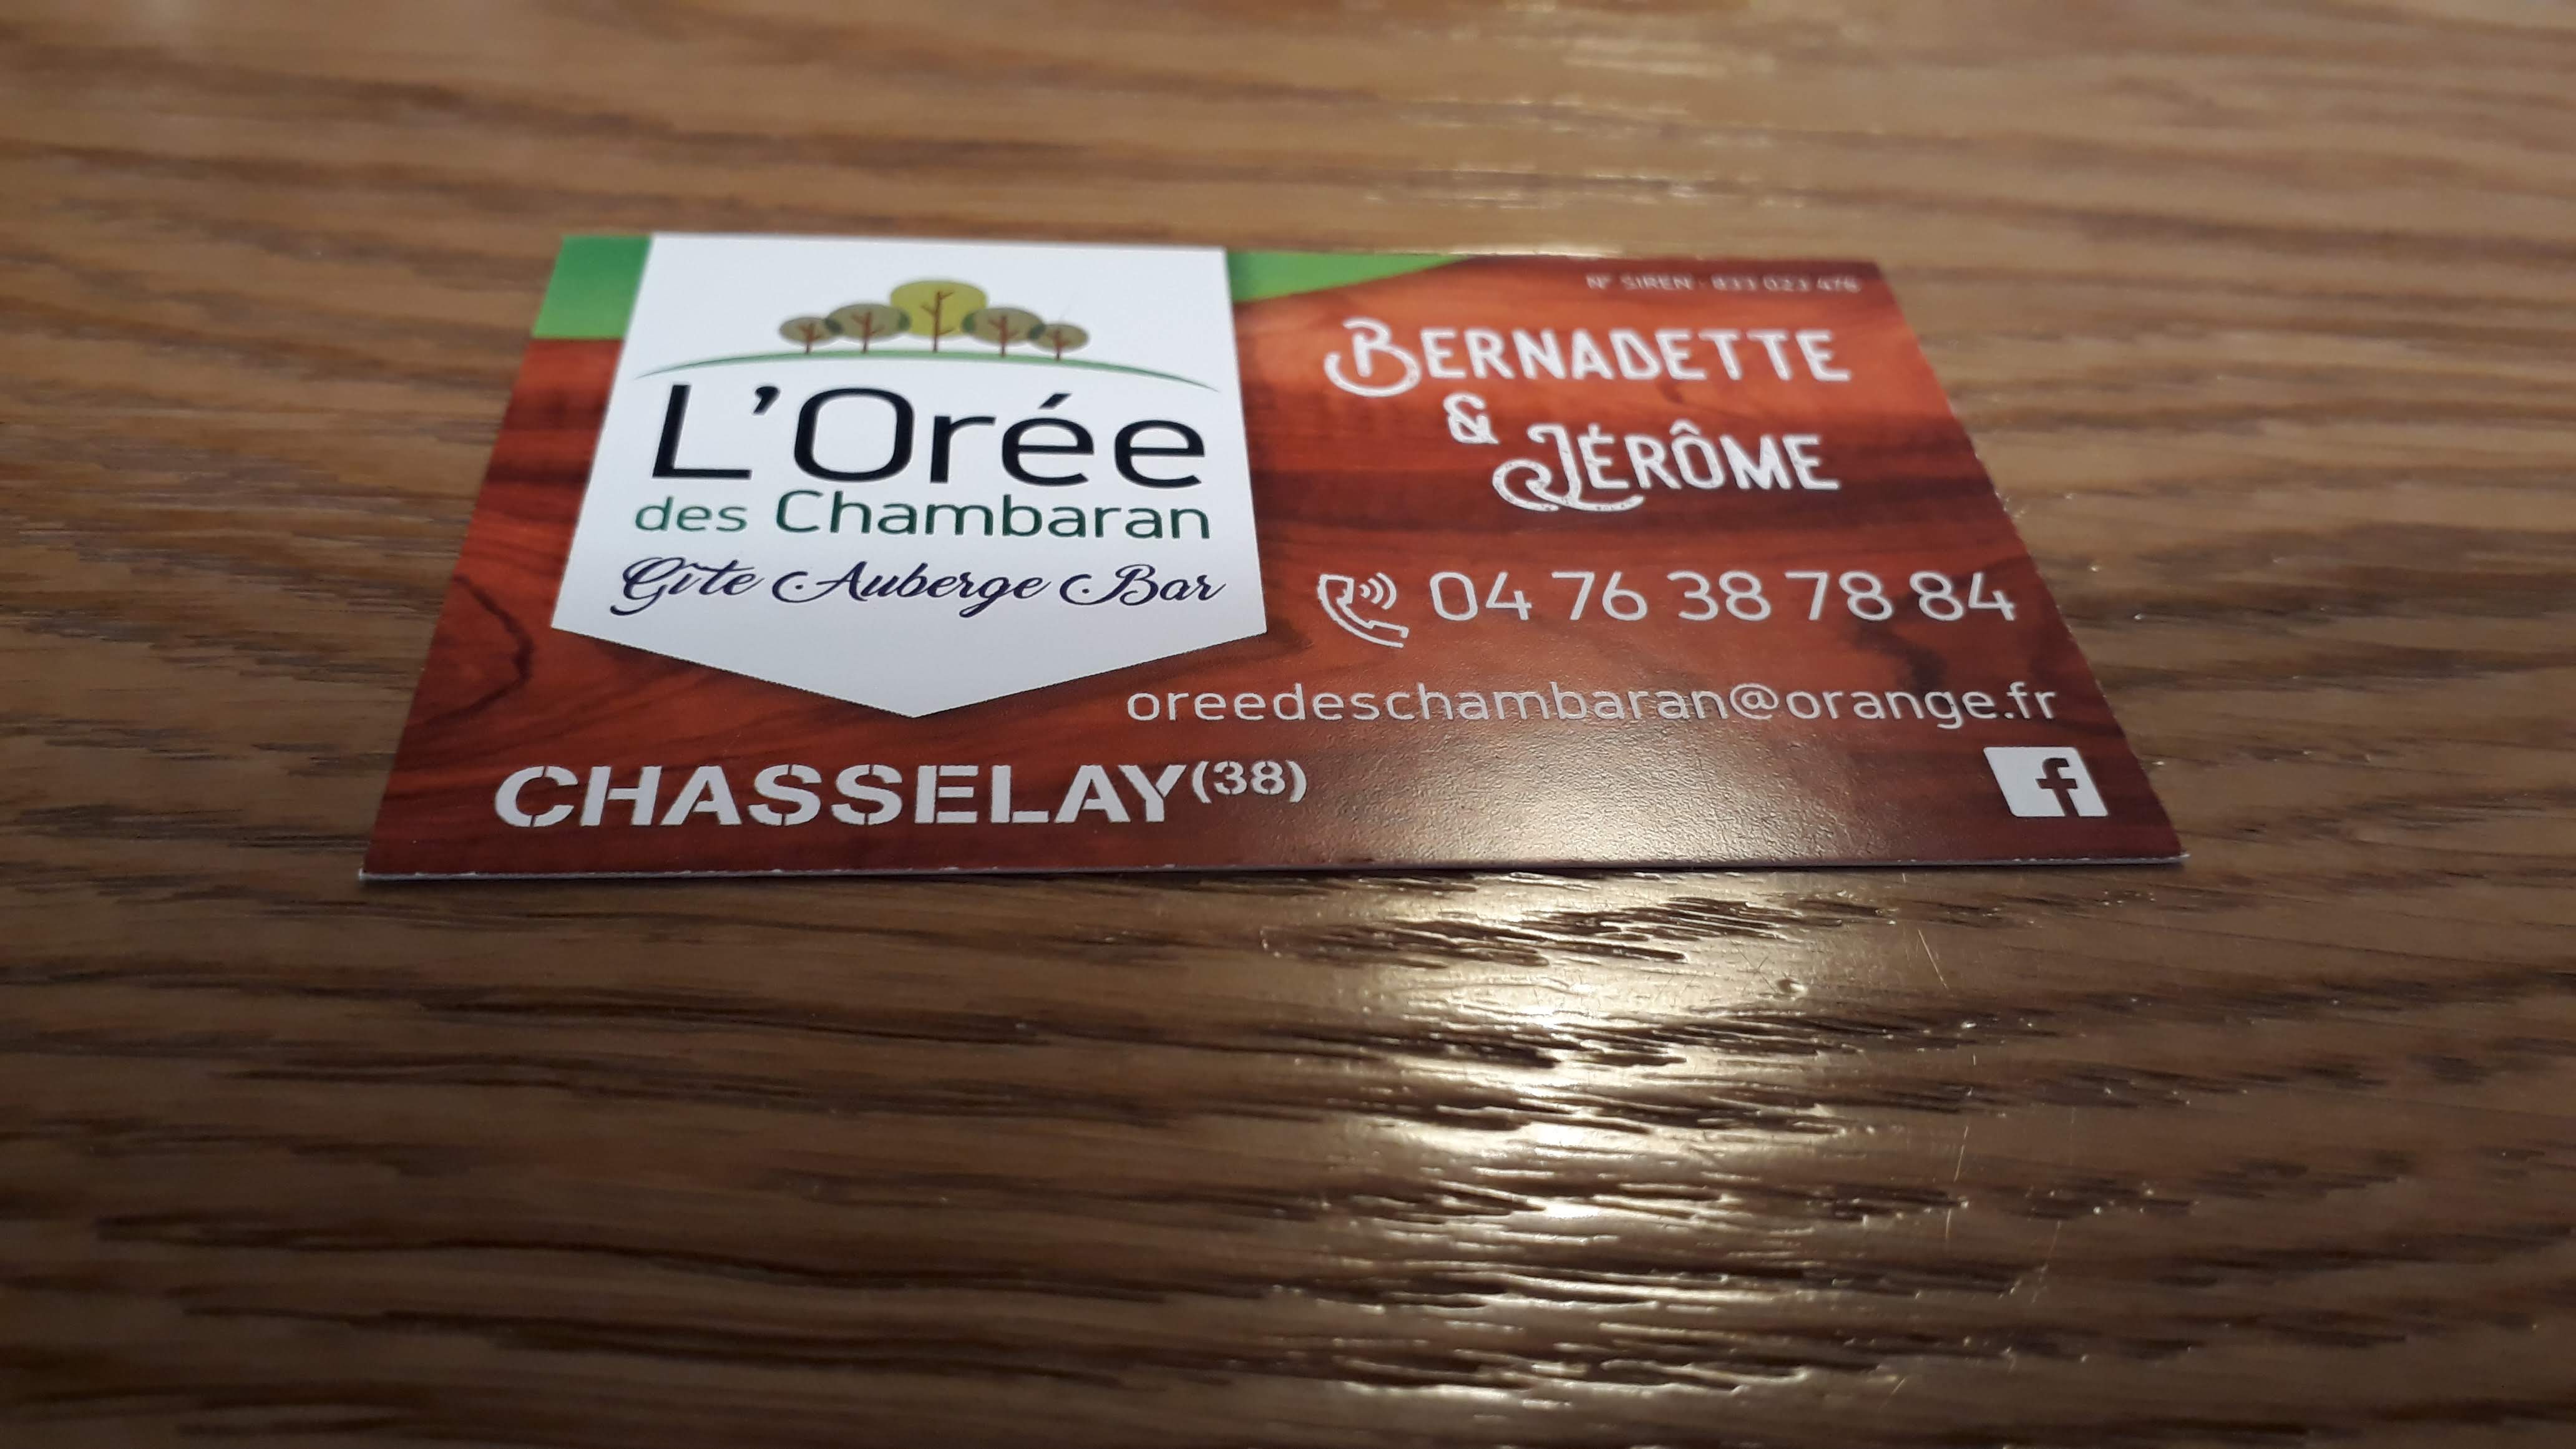 L'Orée
des Chambaran
Gîte Auberge Bar
N° SIREN - 833 023 476
BERNADETTE
&
JÉRÔME
04 76 38 78 84
oreedeschambaran@orange.fr
CHASSELAY (38)
f